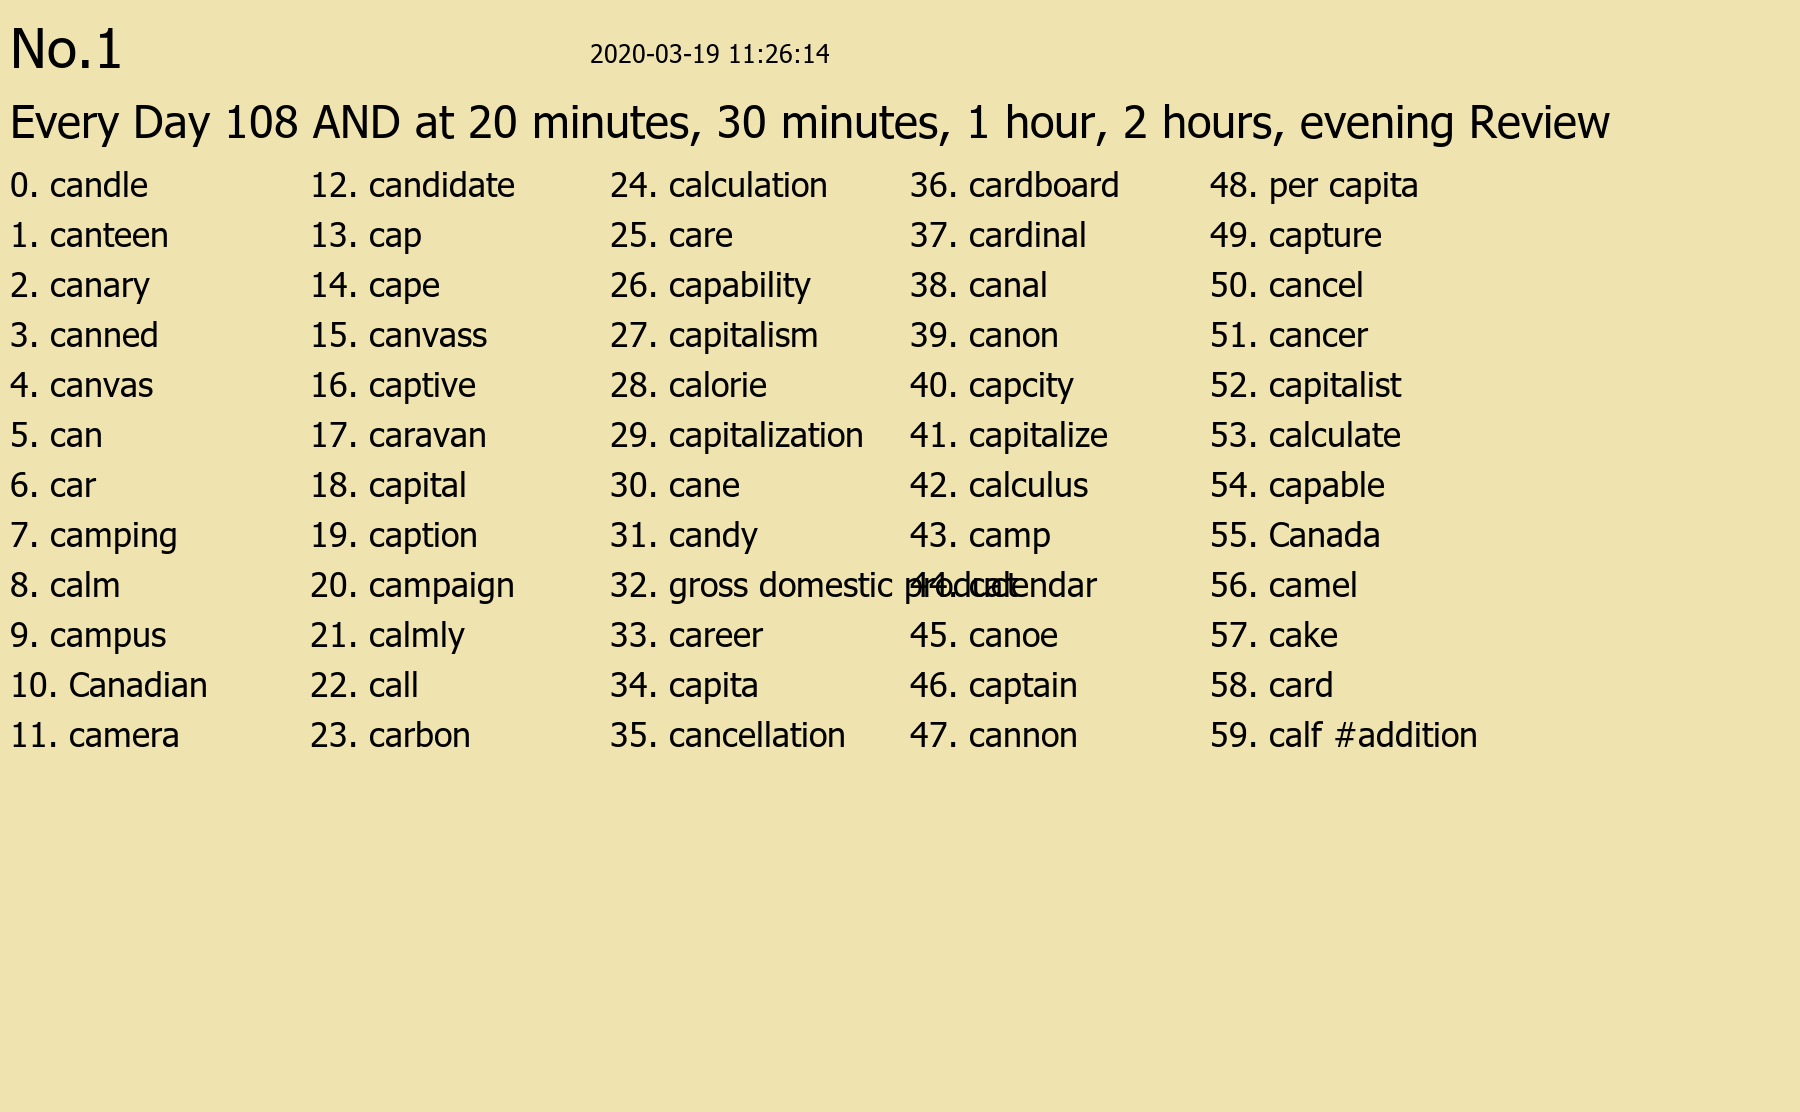 No.1
2020-03-19 11:26:14
Every Day 108 AND at 20 minutes, 30 minutes, 1 hour, 2 hours, evening Review
0. candle
1. canteen
2. canary
3. canned
4. canvas
5. can
6. car
7. camping
8. calm
9. campus
10. Canadian
11. camera
12. candidate
13. cap
14. cape
15. canvass
16. captive
17. caravan
18. capital
19. caption
20. campaign
21. calmly
22. call
23. carbon
24. calculation
25. care
26. capability
27. capitalism
28. calorie
29. capitalization
30. cane
31. candy
32. gross domestic product
33. career
34. capita
35. cancellation
36. cardboard
37. cardinal
38. canal
39. canon
40. capcity
41. capitalize
42. calculus
43. camp
44. calendar
45. canoe
46. captain
47. cannon
48. per capita
49. capture
50. cancel
51. cancer
52. capitalist
53. calculate
54. capable
55. Canada
56. camel
57. cake
58. card
59. calf #addition